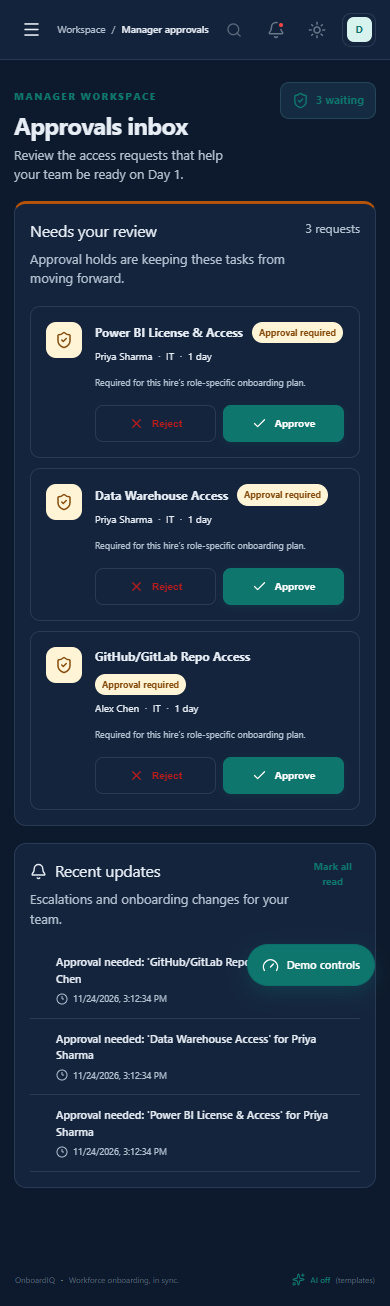 Workspace / Manager approvals
D
MANAGER WORKSPACE
3 waiting
Approvals inbox
Review the access requests that help
your team be ready on Day 1.
Needs your review
3 requests
Approval holds are keeping these tasks from
moving forward.
Power BI License & Access
Approval required
Priya Sharma · IT · 1 day
Required for this hire's role-specific onboarding plan.
Reject
Approve
Data Warehouse Access
Approval required
Priya Sharma · IT · 1 day
Required for this hire's role-specific onboarding plan.
Reject
Approve
GitHub/GitLab Repo Access
Approval required
Alex Chen · IT · 1 day
Required for this hire's role-specific onboarding plan.
Reject
Approve
Recent updates
Mark all
read
Escalations and onboarding changes for your
team.
Approval needed: 'GitHub/GitLab Repo
Chen
Demo controls
11/24/2026, 3:12:34 PM
Approval needed: 'Data Warehouse Access' for Priya
Sharma
11/24/2026, 3:12:34 PM
Approval needed: 'Power BI License & Access' for Priya
Sharma
11/24/2026, 3:12:34 PM
OnboardIQ · Workforce onboarding, in sync.
AI off (templates)